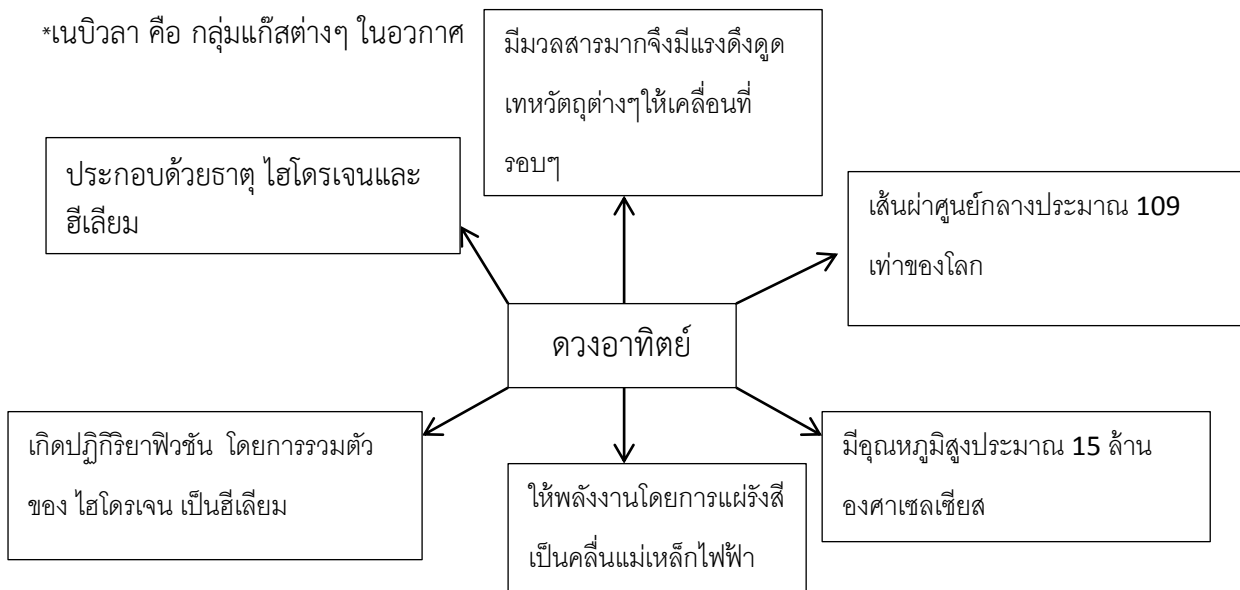 *เนบิวลา คือ กลุ่มแก๊สต่างๆ ในอวกาศ
มีมวลสารมากจึงมีแรงดึงดูด
เทหวัตถุต่างๆให้เคลื่อนที่
รอบๆ
ประกอบด้วยธาตุ ไฮโดรเจนและ
ฮีเลียม
เส้นผ่าศูนย์กลางประมาณ 109
เท่าของโลก
ดวงอาทิตย์
เกิดปฏิกิริยาฟิวชัน โดยการรวมตัว
ของ ไฮโดรเจน เป็นฮีเลียม
ให้พลังงานโดยการแผ่รังสี
เป็นคลื่นแม่เหล็กไฟฟ้า
มีอุณหภูมิสูงประมาณ 15 ล้าน
องศาเซลเซียส